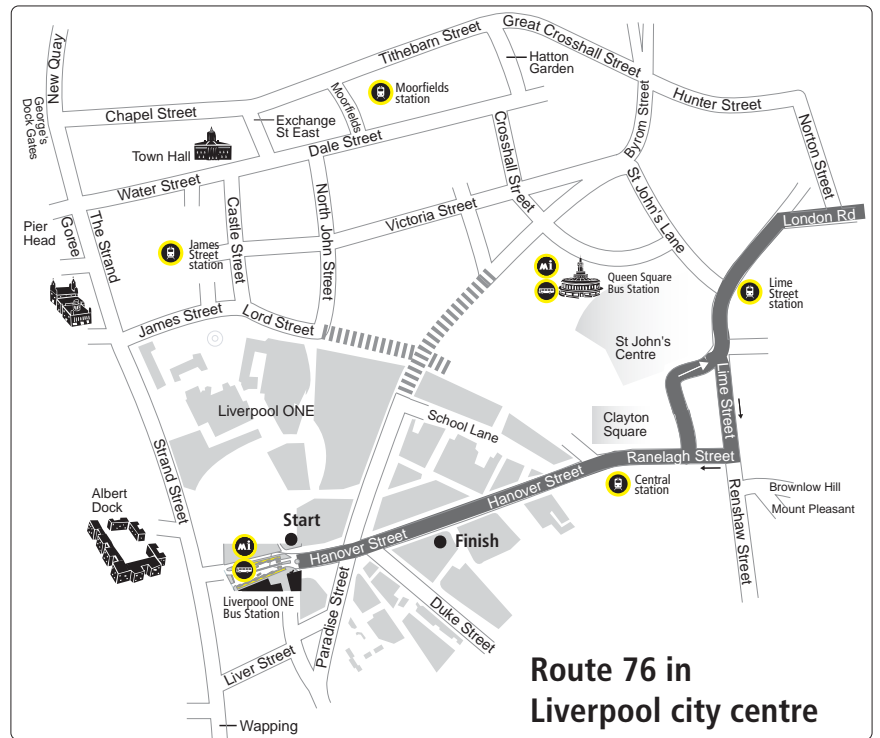 Great Crosshall Street
Tithebarn Street
Hatton
Garden
New Quay
Moorfields
station
Moorfields
Hunter Street
George's
Dock Gates
Chapel Street
Exchange
St East
Byrom Street
Norton Street
Town Hall
Dale Street
Crosshall Street
Water Street
St John's Lane
Castle Street
North John Street
Victoria Street
London Rd
Pier
Head
Goree
The Strand
James
Street
station
Mi
Queen Square
Bus Station
Lime
Street
station
James Street
Lord Street
St John's
Centre
Lime Street
Liverpool ONE
School Lane
Clayton
Square
Ranelagh Street
Strand Street
Hanover Street
Central
station
Renshaw Street
Brownlow Hill
Mount Pleasant
Albert
Dock
Start
Mi
Hanover Street
Finish
Liverpool ONE
Bus Station
Paradise Street
Duke Street
Liver Street
Wapping
Route 76 in
Liverpool city centre